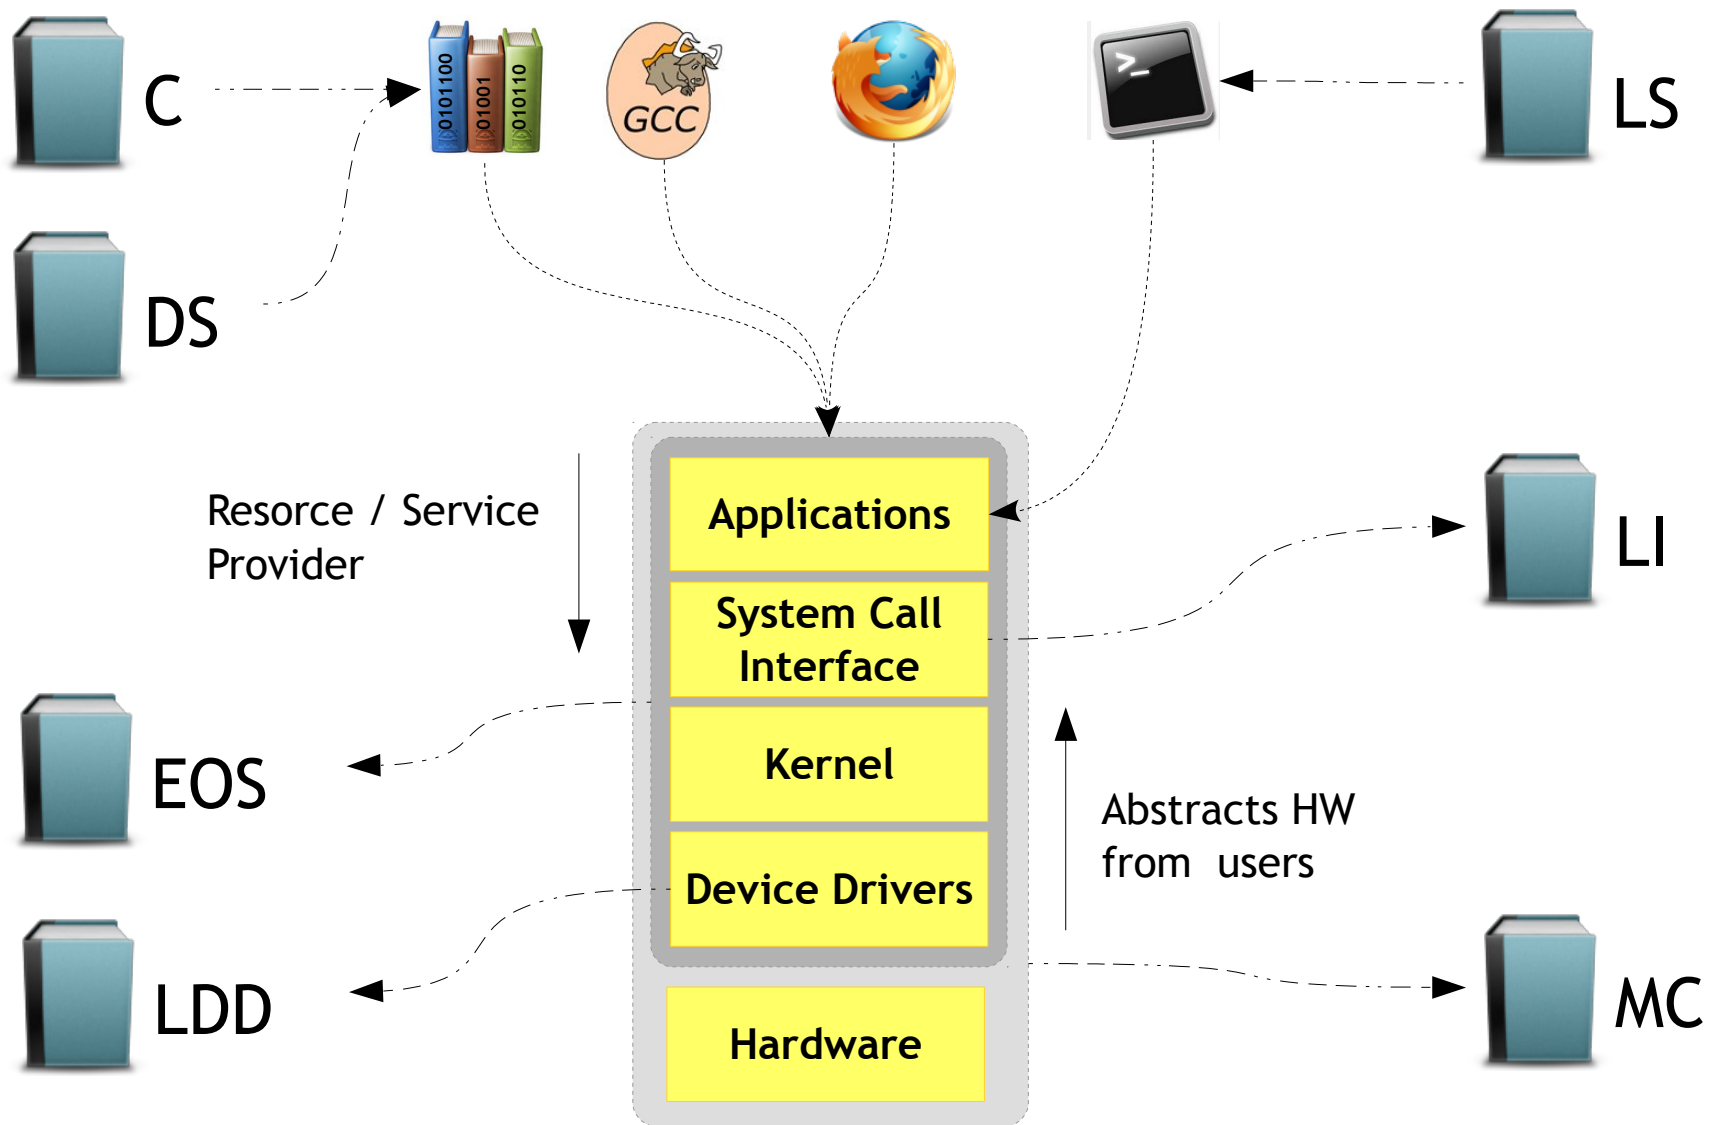 C
0101100
01001
010110
GCC
>_
LS
DS
Resorce / Service
Provider
Applications
System Call
Interface
LI
EOS
Kernel
Abstracts HW
from users
Device Drivers
LDD
MC
Hardware